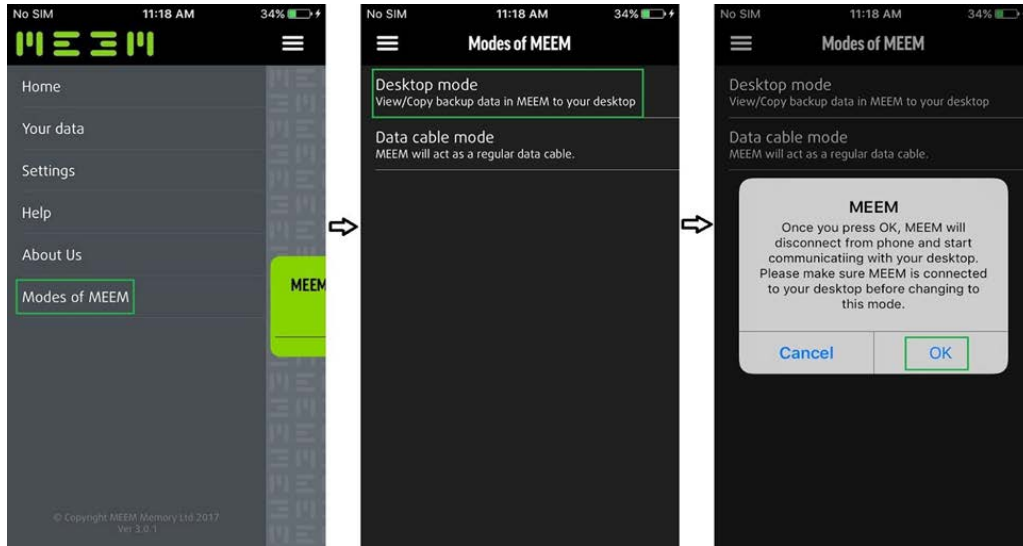 No SIM 11:18 AM 34%
MEEM
Home
Your data
Settings
Help
About Us
Modes of MEEM
MEEM
© Copyright MEEM Memory Ltd 2017
Ver 3.0.1
No SIM 11:18 AM 34%
Modes of MEEM
Desktop mode
View/Copy backup data in MEEM to your desktop
Data cable mode
MEEM will act as a regular data cable.
No SIM 11:18 AM 34%
Modes of MEEM
Desktop mode
View/Copy backup data in MEEM to your desktop
Data cable mode
MEEM will act as a regular data cable.
MEEM
Once you press OK, MEEM will
disconnect from phone and start
communicatiing with your desktop.
Please make sure MEEM is connected
to your desktop before changing to
this mode.
Cancel OK